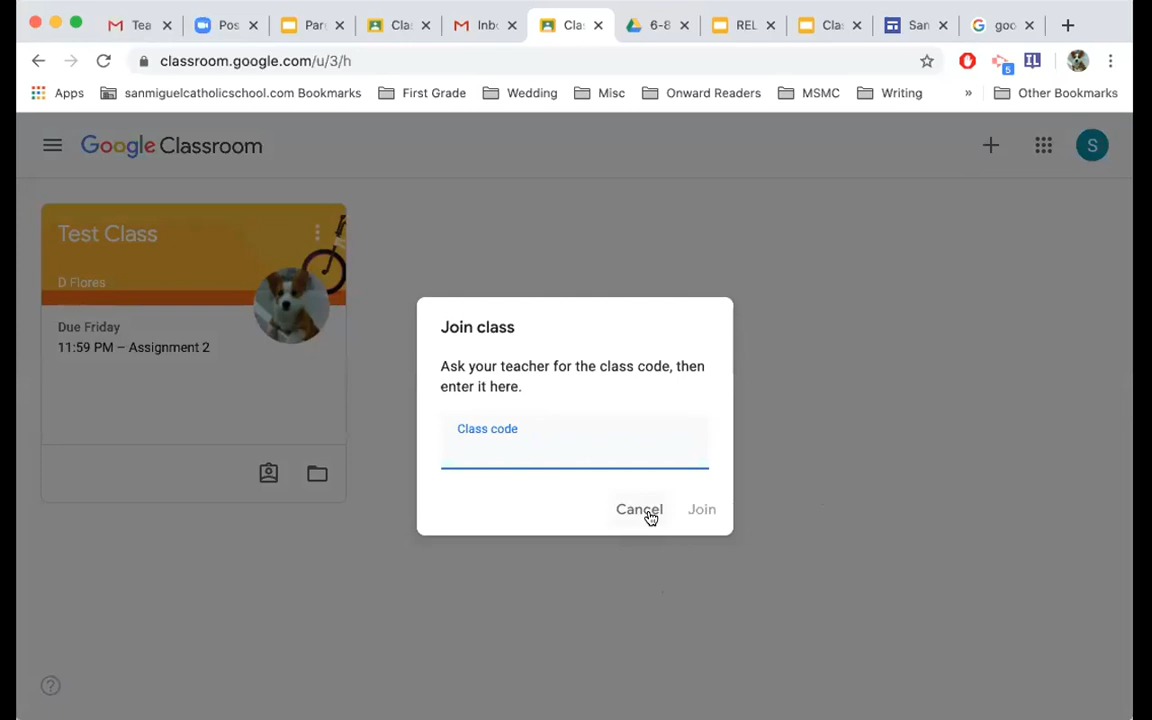 Tea
Pos
Par
Cla
Inb
Cla
6-8
REL
Cla
San
goo
classroom.google.com/u/3/h
5
IL
Apps
sanmiguelcatholicschool.com Bookmarks
First Grade
Wedding
Misc
Onward Readers
MSMC
Writing
»
Other Bookmarks
Google Classroom
S
Test Class
D Flores
Due Friday
11:59 PM – Assignment 2
Join class
Ask your teacher for the class code, then
enter it here.
Class code
Cancel
Join